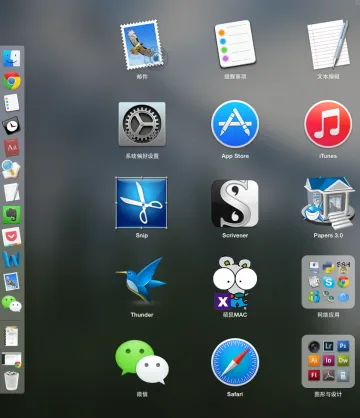 邮件
提醒事项
文本编辑
系统偏好设置
App Store
iTunes
Snip
Scrivener
Papers 3.0
Thunder
萌鼠MAC
网络应用
微信
Safari
图形与设计